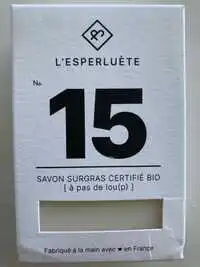 L'ESPERLUÈTE
No.
15
SAVON SURGRAS CERTIFIÉ BIO
[ à pas de lou(p) ]
Fabriqué à la main avec ♥ en France